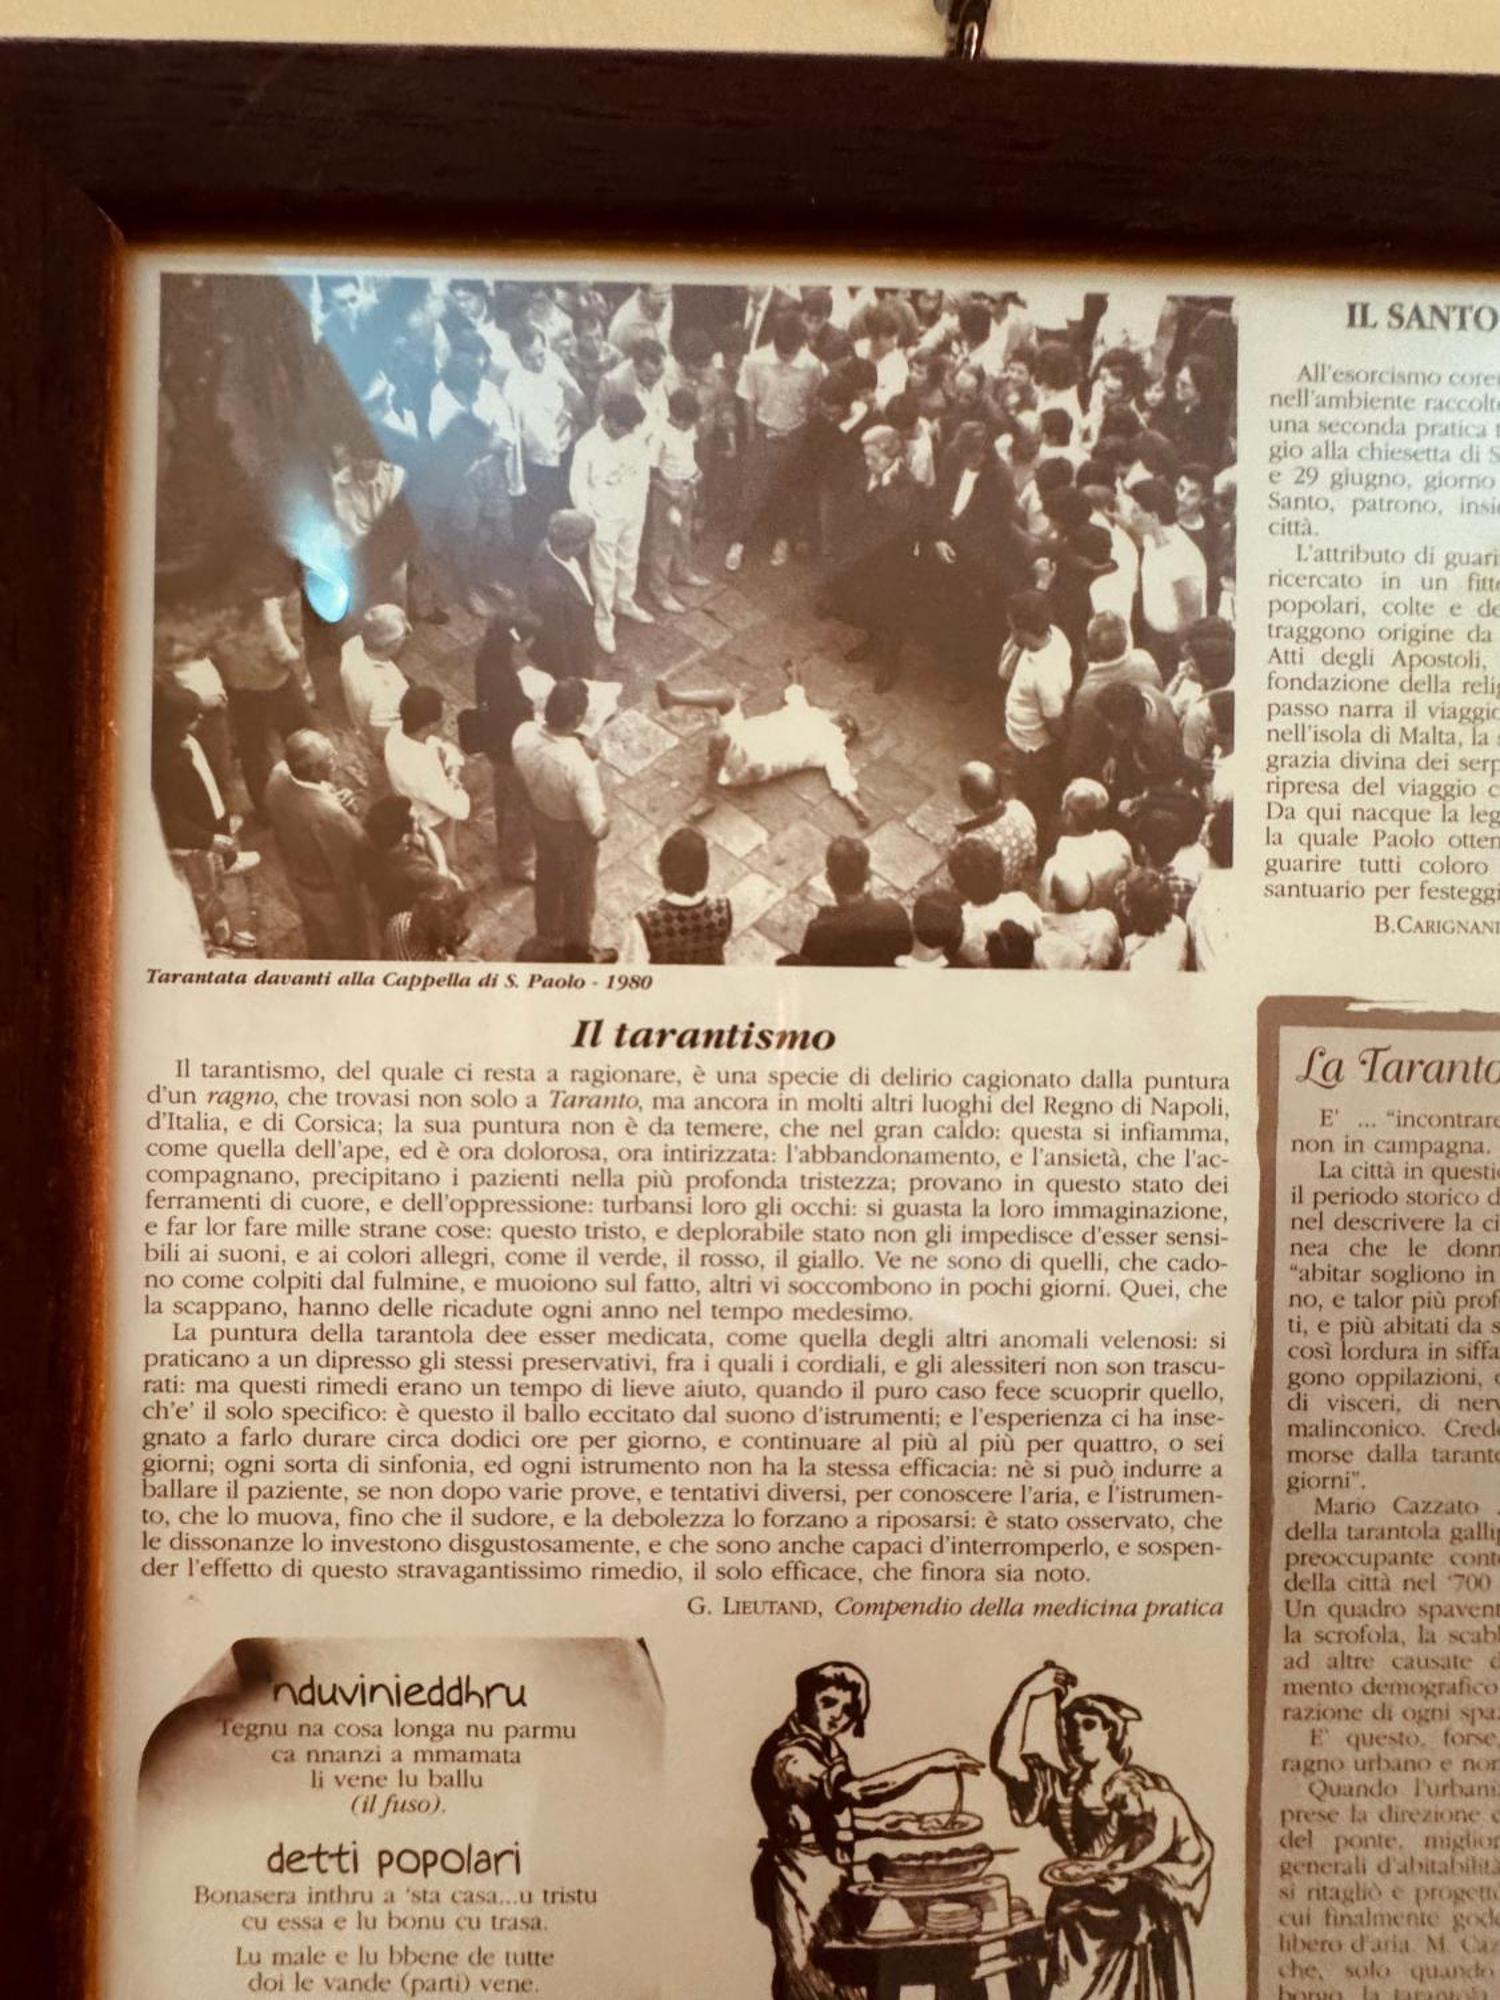 Tarantata davanti alla Cappella di S. Paolo - 1980
Il tarantismo
Il tarantismo, del quale ci resta a ragionare, è una specie di delirio cagionato dalla puntura
d'un ragno, che trovasi non solo a Taranto, ma ancora in molti altri luoghi del Regno di Napoli,
d'Italia, e di Corsica; la sua puntura non è da temere, che nel gran caldo: questa si infiamma,
come quella dell'ape, ed è ora dolorosa, ora intirizzata: l'abbandonamento, e l'ansietà, che l'ac-
compagnano, precipitano i pazienti nella più profonda tristezza; provano in questo stato dei
ferramenti di cuore, e dell'oppressione: turbansi loro gli occhi: si guasta la loro immaginazione,
e far lor fare mille strane cose: questo tristo, e deplorabile stato non gli impedisce d'esser sensi-
bili ai suoni, e ai colori allegri, come il verde, il rosso, il giallo. Ve ne sono di quelli, che cado-
no come colpiti dal fulmine, e muoiono sul fatto, altri vi soccombono in pochi giorni. Quei, che
la scappano, hanno delle ricadute ogni anno nel tempo medesimo.
La puntura della tarantola dee esser medicata, come quella degli altri anomali velenosi: si
praticano a un dipresso gli stessi preservativi, fra i quali i cordiali, e gli alessiteri non son trascu-
rati: ma questi rimedi erano un tempo di lieve aiuto, quando il puro caso fece scuoprir quello,
ch'e' il solo specifico: è questo il ballo eccitato dal suono d'istrumenti; e l'esperienza ci ha inse-
gnato a farlo durare circa dodici ore per giorno, e continuare al più al più per quattro, o sei
giorni; ogni sorta di sinfonia, ed ogni istrumento non ha la stessa efficacia: nè si può indurre a
ballare il paziente, se non dopo varie prove, e tentativi diversi, per conoscere l'aria, e l'istrumen-
to, che lo muova, fino che il sudore, e la debolezza lo forzano a riposarsi: è stato osservato, che
le dissonanze lo investono disgustosamente, e che sono anche capaci d'interromperlo, e sospen-
der l'effetto di questo stravagantissimo rimedio, il solo efficace, che finora sia noto.
G. LIEUTAND, Compendio della medicina pratica
'nduvinieddhru
Tegnu na cosa longa nu parmu
ca nnanzi a mmamata
li vene lu ballu
(il fuso).
detti popolari
Bonasera inthru a 'sta casa...u tristu
cu essa e lu bonu cu trasa.
Lu male e lu bbene de tutte
doi le vande (parti) vene.
IL SANTO
All'esorcismo core
nell'ambiente raccolt
una seconda pratica
gio alla chiesetta di S
e 29 giugno, giorno
Santo, patrono, insi
città.
L'attributo di guari
ricercato in un fitt
popolari, colte e de
traggono origine da
Atti degli Apostoli,
fondazione della reli
passo narra il viaggio
nell'isola di Malta, la
grazia divina dei serp
ripresa del viaggio c
Da qui nacque la leg
la quale Paolo otten
guarire tutti coloro
santuario per festeggi
B.CARIGNANI
La Taranto
E' ... "incontrare
non in campagna.
La città in questi
il periodo storico d
nel descrivere la ci
nea che le donn
"abitar sogliono in
no, e talor più prof
ti, e più abitati da s
così lordura in siffa
gono oppilazioni,
di visceri, di nerv
malinconico. Cred
morse dalla tarant
giorni".
Mario Cazzato
della tarantola galli
preoccupante cont
della città nel '700
Un quadro spavent
la scrofola, la scabb
ad altre causate
mento demografico
razione di ogni spa
E' questo, forse,
ragno urbano e non
Quando l'urbani
prese la direzione
del ponte, miglior
generali d'abitabilità
si ritagliò e progett
cui finalmente gode
libero d'aria. M. Ca
che, solo quando
borgo, la tarantola